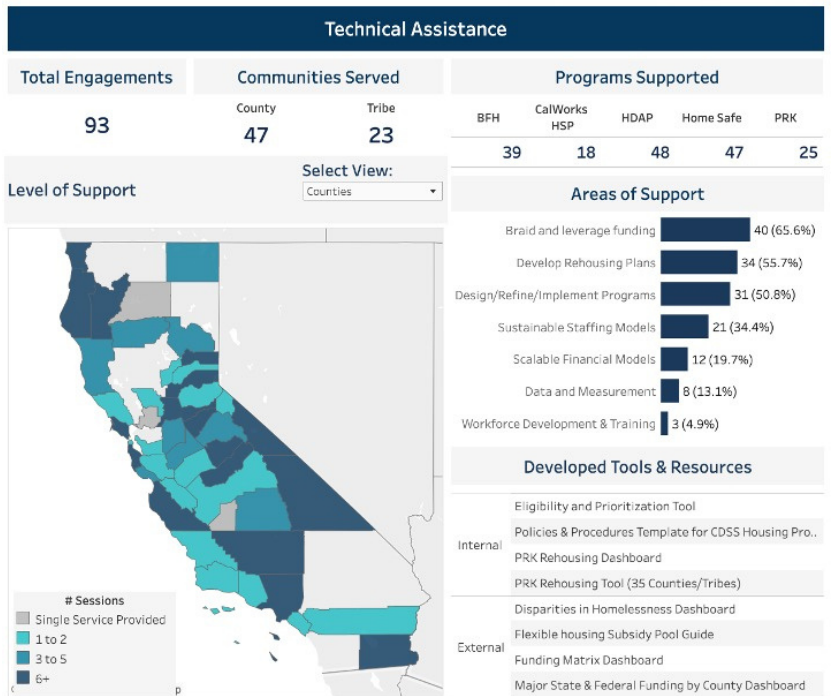 Technical Assistance
Total Engagements
93
Communities Served
County
47
Tribe
23
Programs Supported
BFH
CalWorks
HSP
HDAP
Home Safe
PRK
39
18
48
47
25
Level of Support
Select View:
Counties
# Sessions
Single Service Provided
1 to 2
3 to 5
6+
Areas of Support
Braid and leverage funding 40 (65.6%)
Develop Rehousing Plans 34 (55.7%)
Design/Refine/Implement Programs 31 (50.8%)
Sustainable Staffing Models 21 (34.4%)
Scalable Financial Models 12 (19.7%)
Data and Measurement 8 (13.1%)
Workforce Development & Training 3 (4.9%)
Developed Tools & Resources
Internal
Eligibility and Prioritization Tool
Policies & Procedures Template for CDSS Housing Pro..
PRK Rehousing Dashboard
PRK Rehousing Tool (35 Counties/Tribes)
External
Disparities in Homelessness Dashboard
Flexible housing Subsidy Pool Guide
Funding Matrix Dashboard
Major State & Federal Funding by County Dashboard